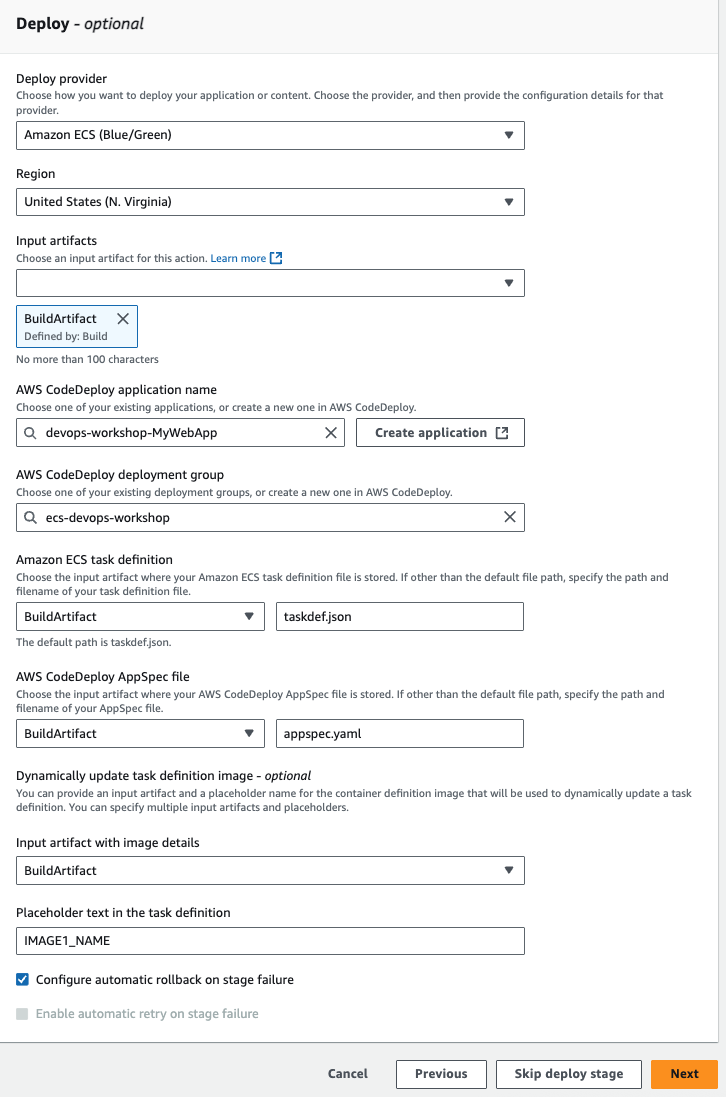 Deploy - optional
Deploy provider
Choose how you want to deploy your application or content. Choose the provider, and then provide the configuration details for that
provider.
Amazon ECS (Blue/Green)
Region
United States (N. Virginia)
Input artifacts
Choose an input artifact for this action. Learn more
BuildArtifact
Defined by: Build
No more than 100 characters
AWS CodeDeploy application name
Choose one of your existing applications, or create a new one in AWS CodeDeploy.
devops-workshop-MyWebApp Create application
AWS CodeDeploy deployment group
Choose one of your existing deployment groups, or create a new one in AWS CodeDeploy.
ecs-devops-workshop
Amazon ECS task definition
Choose the input artifact where your Amazon ECS task definition file is stored. If other than the default file path, specify the path and
filename of your task definition file.
BuildArtifact taskdef.json
The default path is taskdef.json.
AWS CodeDeploy AppSpec file
Choose the input artifact where your AWS CodeDeploy AppSpec file is stored. If other than the default file path, specify the path and
filename of your AppSpec file.
BuildArtifact appspec.yaml
Dynamically update task definition image - optional
You can provide an input artifact and a placeholder name for the container definition image that will be used to dynamically update a task
definition. You can specify multiple input artifacts and placeholders.
Input artifact with image details
BuildArtifact
Placeholder text in the task definition
IMAGE1_NAME
Configure automatic rollback on stage failure
Enable automatic retry on stage failure
Cancel Previous Skip deploy stage Next